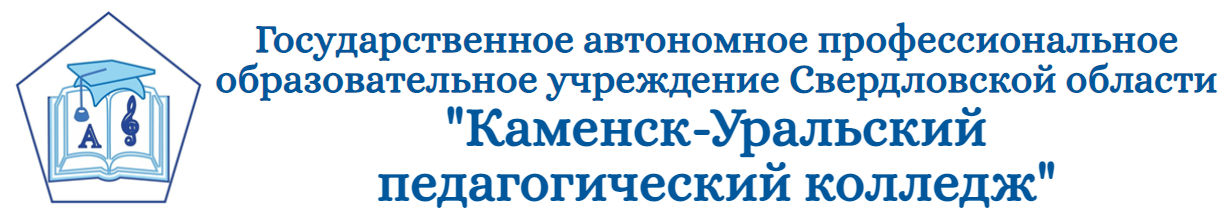 Государственное автономное профессиональное
образовательное учреждение Свердловской области
"Каменск-Уральский
педагогический колледж"
А